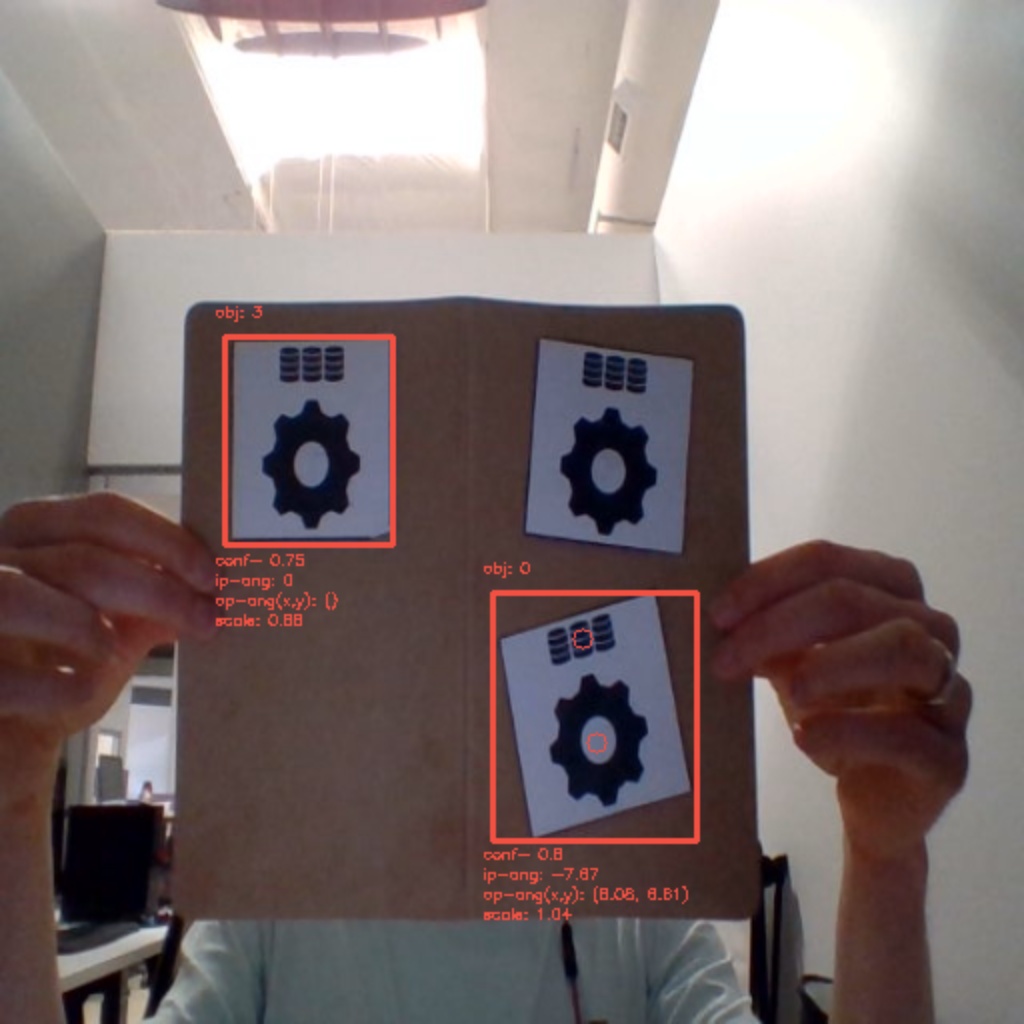 obj: 3
conf- 0.75
ip-ang: 0
op-ang(x,y): ()
scale: 0.88
obj: 0
conf- 0.8
ip-ang: -7.67
op-ang(x,y): (8.06, 6.61)
scale: 1.04